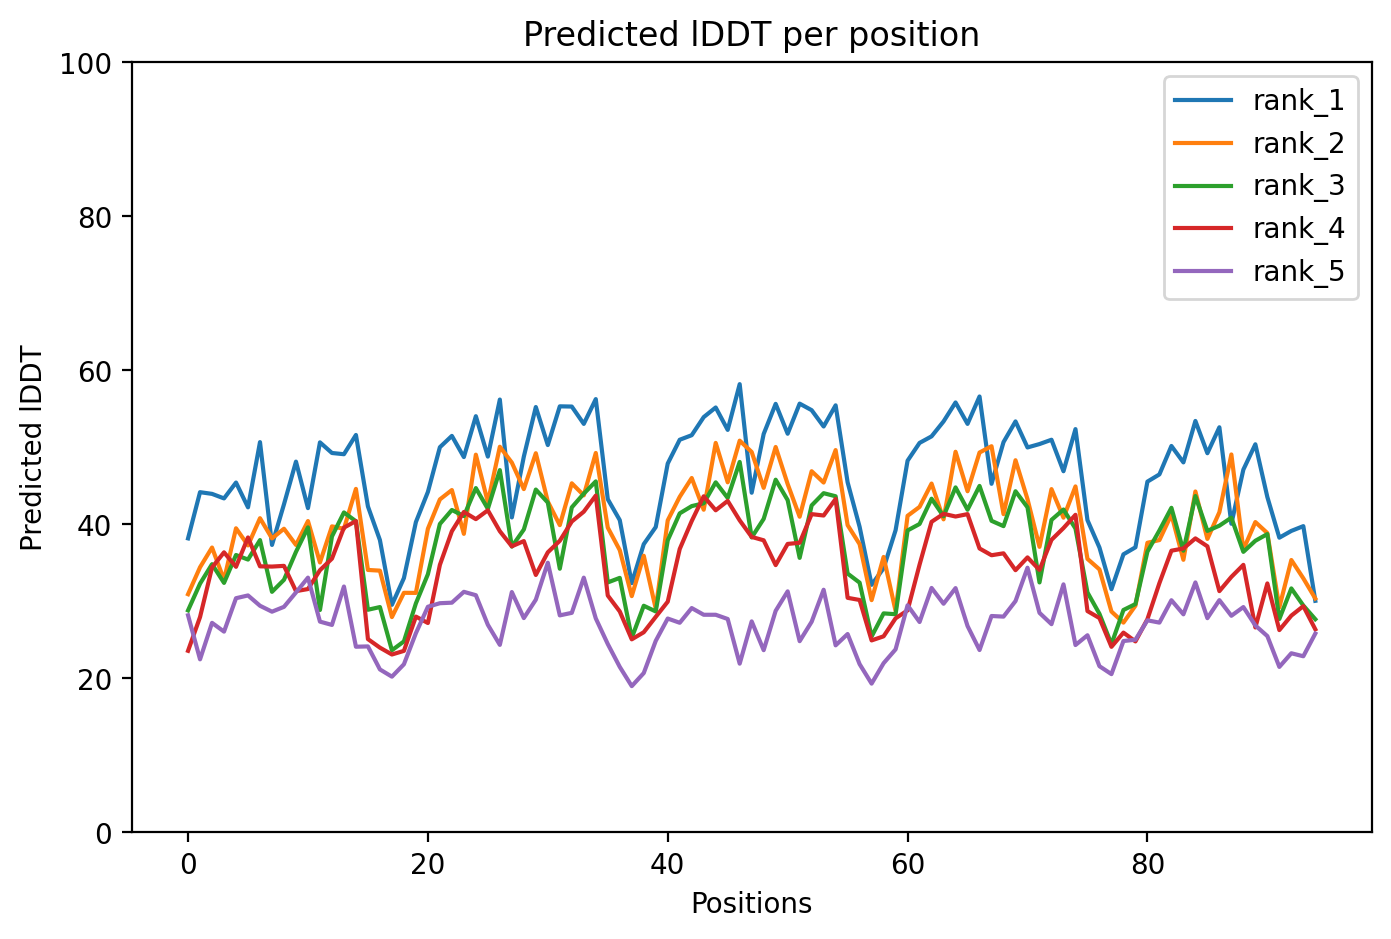 Predicted lDDT per position
100
80
60
40
20
0
Predicted lDDT
0 20 40 60 80
Positions
rank_1
rank_2
rank_3
rank_4
rank_5